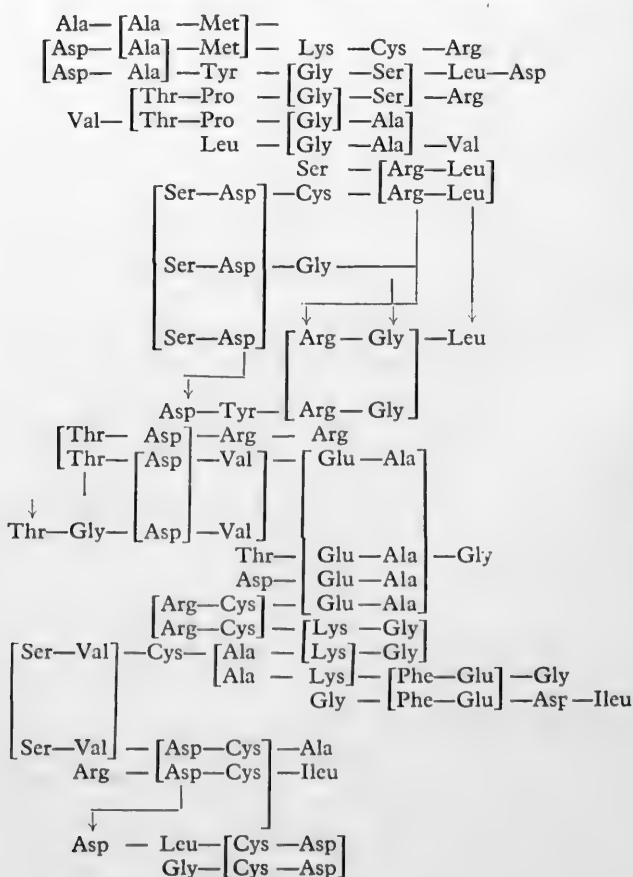 Ala—[Ala —Met]—
[Asp—[Ala]—Met]— Lys —Cys —Arg
[Asp— Ala]—Tyr —[Gly —Ser]—Leu—Asp
[Thr—Pro —[Gly]—Ser]—Arg
Val—[Thr—Pro —[Gly]—Ala]
Leu —[Gly —Ala]—Val
Ser —[Arg—Leu]
[Ser—Asp]—Cys —[Arg—Leu]
Ser—Asp —Gly
Ser—Asp [Arg — Gly]—Leu
Asp—Tyr—[Arg — Gly]
[Thr— Asp]—Arg — Arg
[Thr—[Asp —Val]—[Glu —Ala]
Thr—Gly—[Asp]—Val]
Thr—[Glu —Ala]—Gly
Asp—[Glu —Ala]
[Arg—Cys]—[Glu —Ala]
[Arg—Cys]—[Lys —Gly]
[Ser—Val]—Cys—[Ala —[Lys]—Gly]
[Ala — Lys]—[Phe—Glu]—Gly
Gly —[Phe—Glu]—Asp—Ileu
[Ser—Val]—[Asp—Cys]—Ala
Arg —[Asp—Cys]—Ileu
Asp — Leu—[Cys —Asp]
Gly—[Cys —Asp]